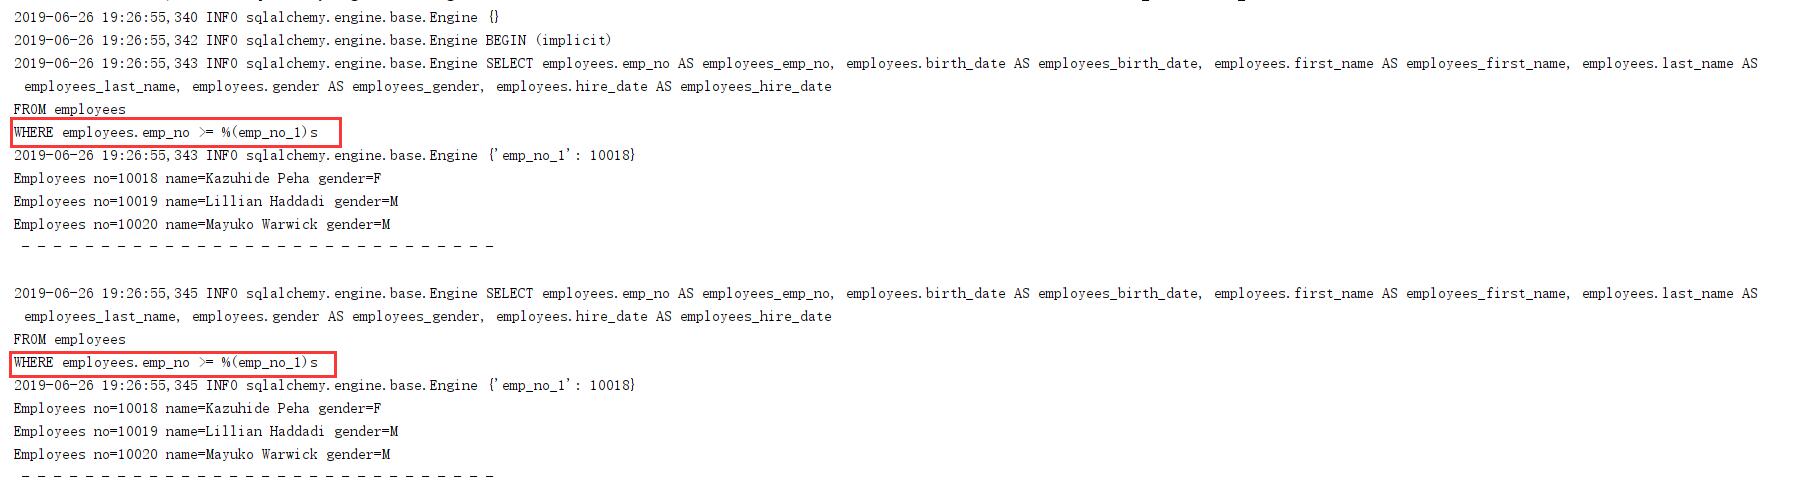 2019-06-26 19:26:55,340 INFO sqlalchemy.engine.base.Engine {}
2019-06-26 19:26:55,342 INFO sqlalchemy.engine.base.Engine BEGIN (implicit)
2019-06-26 19:26:55,343 INFO sqlalchemy.engine.base.Engine SELECT employees.emp_no AS employees_emp_no, employees.birth_date AS employees_birth_date, employees.first_name AS employees_first_name, employees.last_name AS
employees_last_name, employees.gender AS employees_gender, employees.hire_date AS employees_hire_date
FROM employees
WHERE employees.emp_no >= %(emp_no_1)s
2019-06-26 19:26:55,343 INFO sqlalchemy.engine.base.Engine {'emp_no_1': 10018}
Employees no=10018 name=Kazuhide Peha gender=F
Employees no=10019 name=Lillian Haddadi gender=M
Employees no=10020 name=Mayuko Warwick gender=M
- - - - - - - - - - - - - - - - - - - - - - - - - - - - - -
2019-06-26 19:26:55,345 INFO sqlalchemy.engine.base.Engine SELECT employees.emp_no AS employees_emp_no, employees.birth_date AS employees_birth_date, employees.first_name AS employees_first_name, employees.last_name AS
employees_last_name, employees.gender AS employees_gender, employees.hire_date AS employees_hire_date
FROM employees
WHERE employees.emp_no >= %(emp_no_1)s
2019-06-26 19:26:55,345 INFO sqlalchemy.engine.base.Engine {'emp_no_1': 10018}
Employees no=10018 name=Kazuhide Peha gender=F
Employees no=10019 name=Lillian Haddadi gender=M
Employees no=10020 name=Mayuko Warwick gender=M
- - - - - - - - - - - - - - - - - - - - - - - - - - - - - -